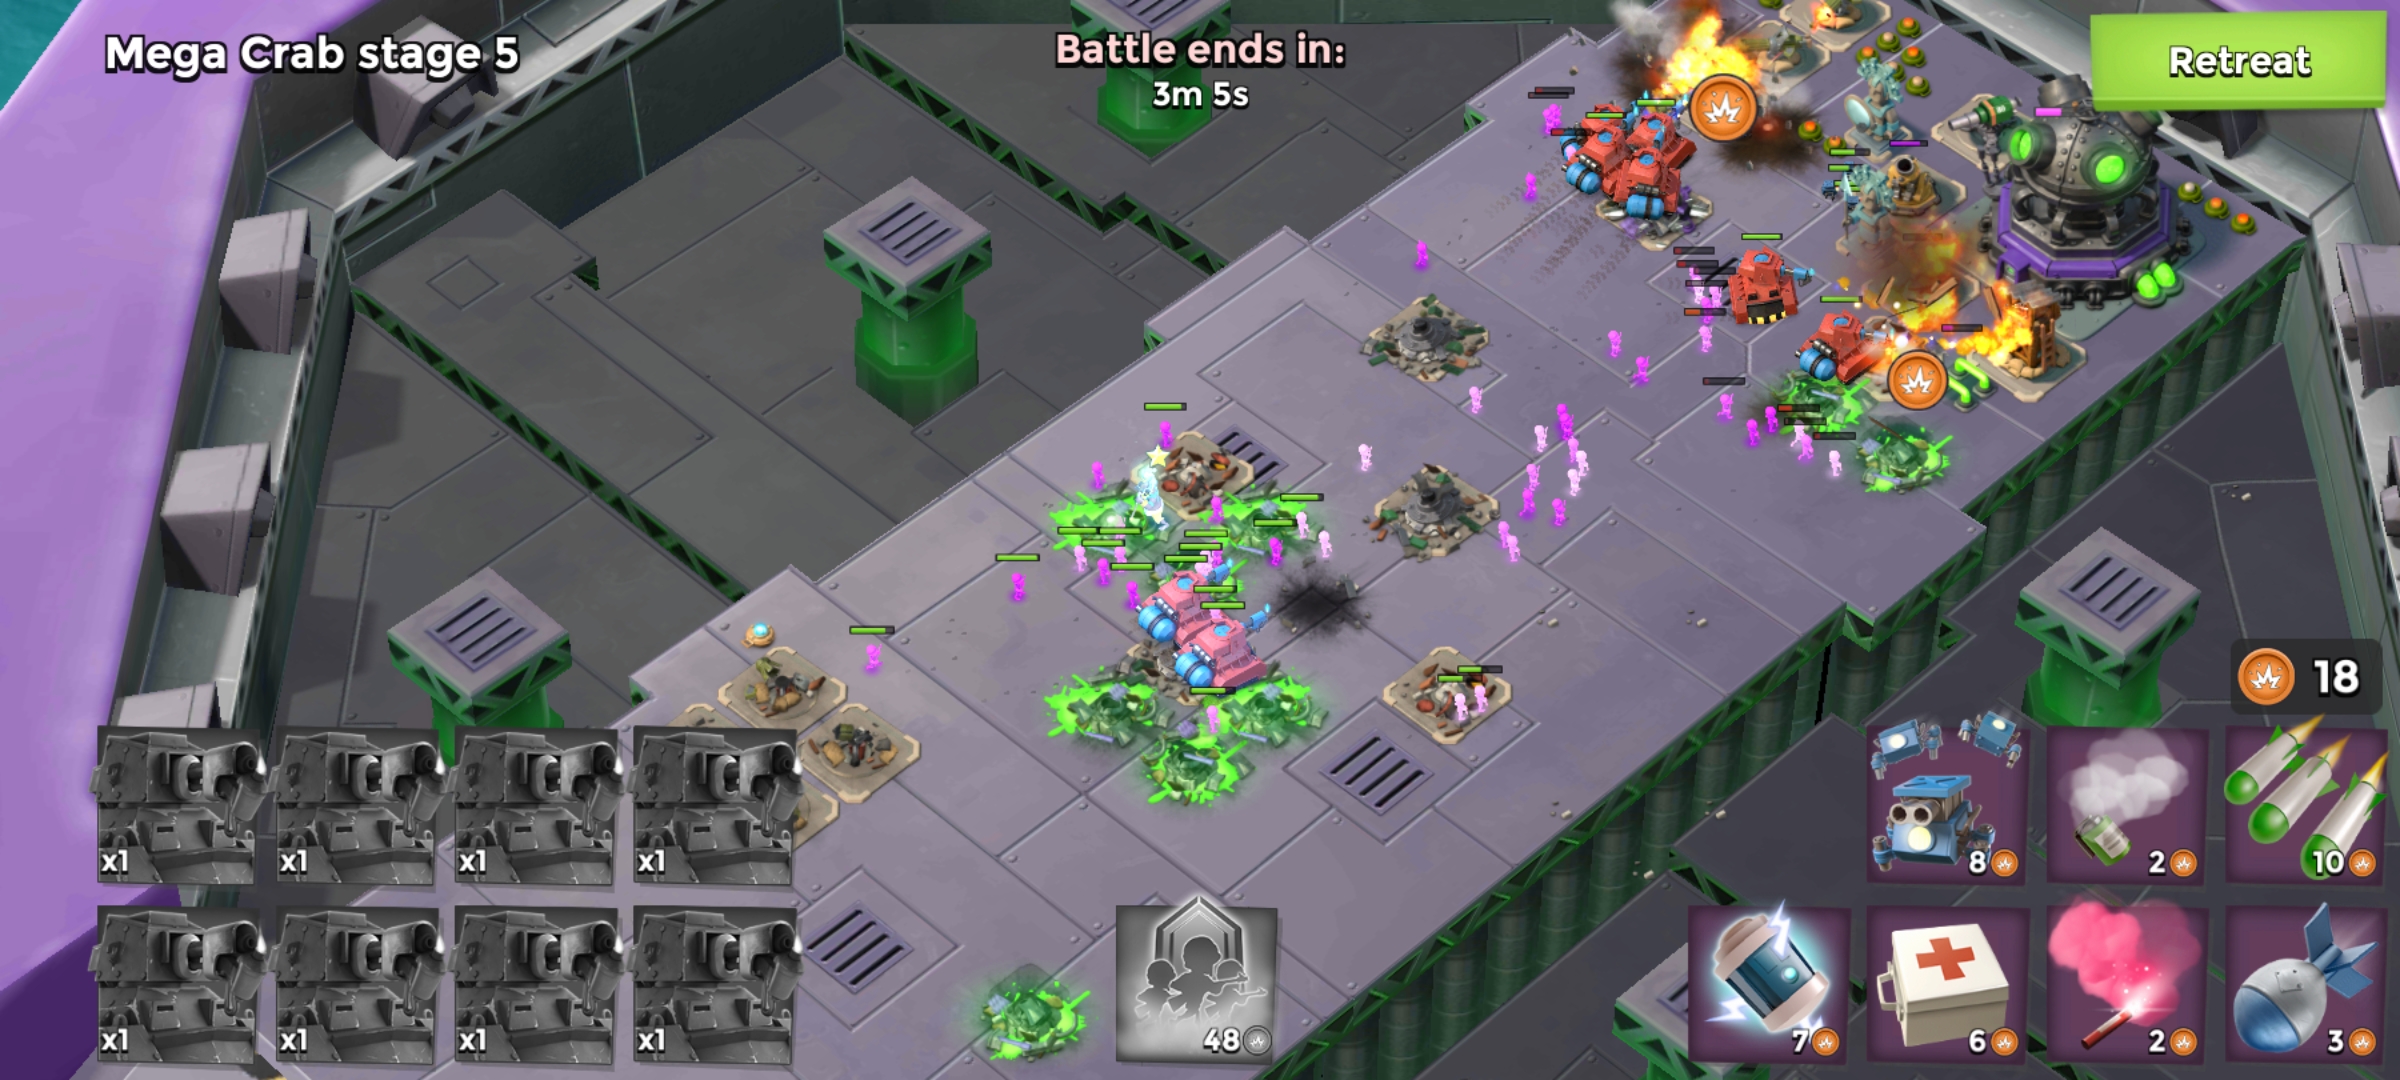 Mega Crab stage 5
Battle ends in:
3m 5s
Retreat
18
x1 x1 x1 x1
8 2 10
x1 x1 x1 x1
48
7 6 2 3